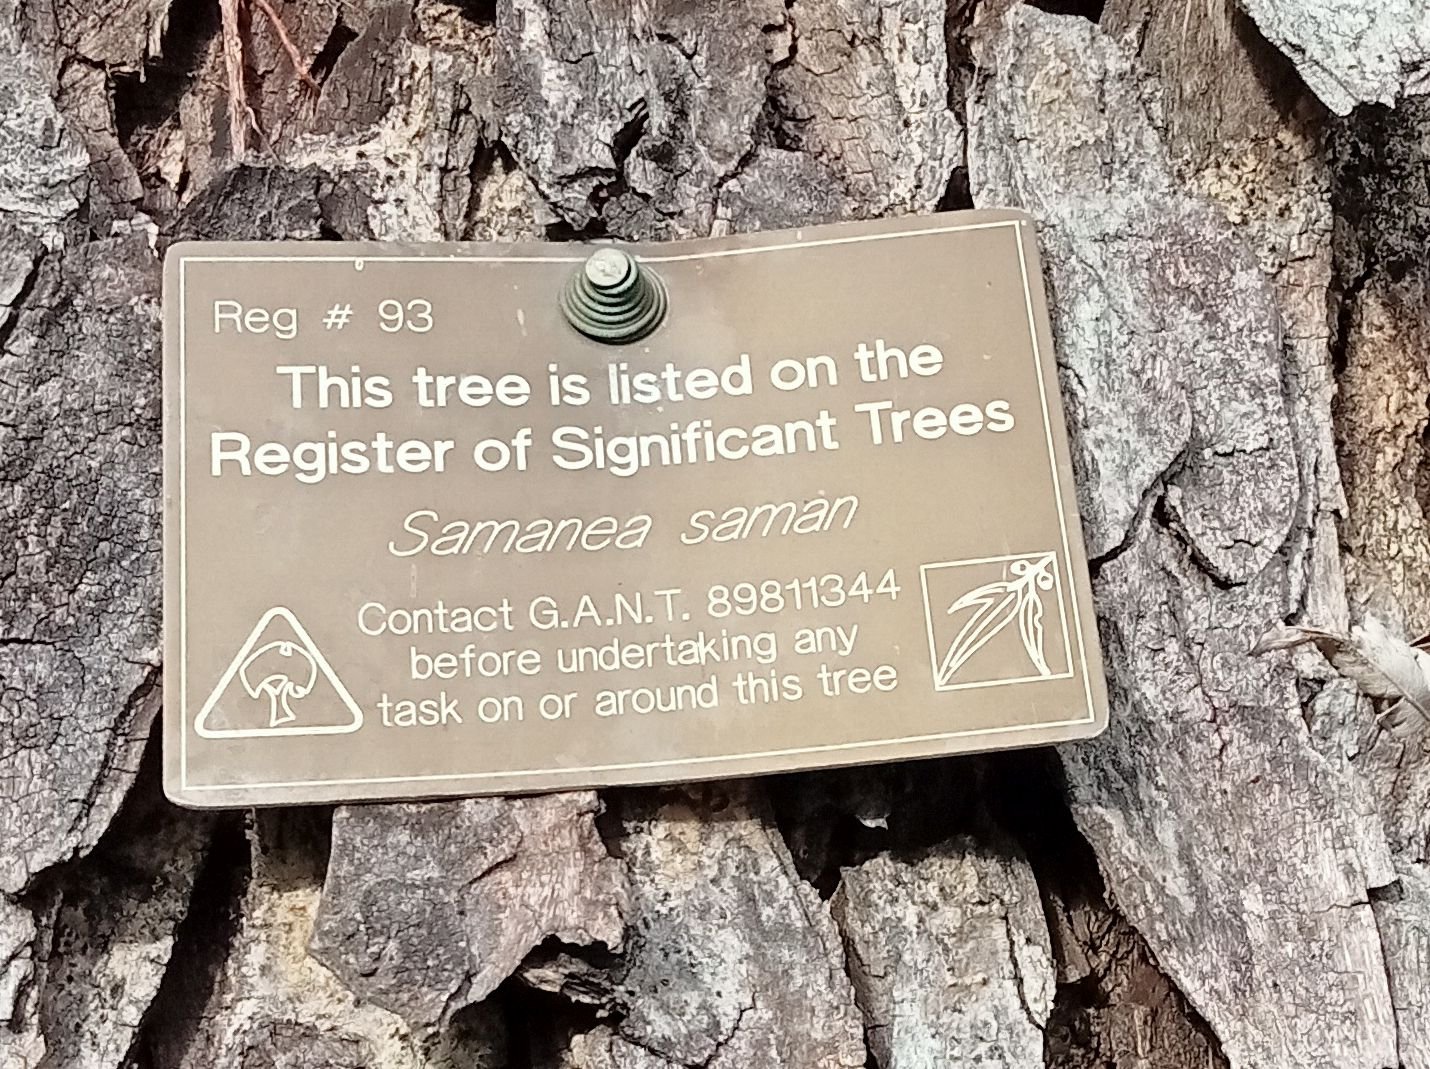 Reg # 93
This tree is listed on the
Register of Significant Trees
Samanea saman
Contact G.A.N.T. 89811344
before undertaking any
task on or around this tree